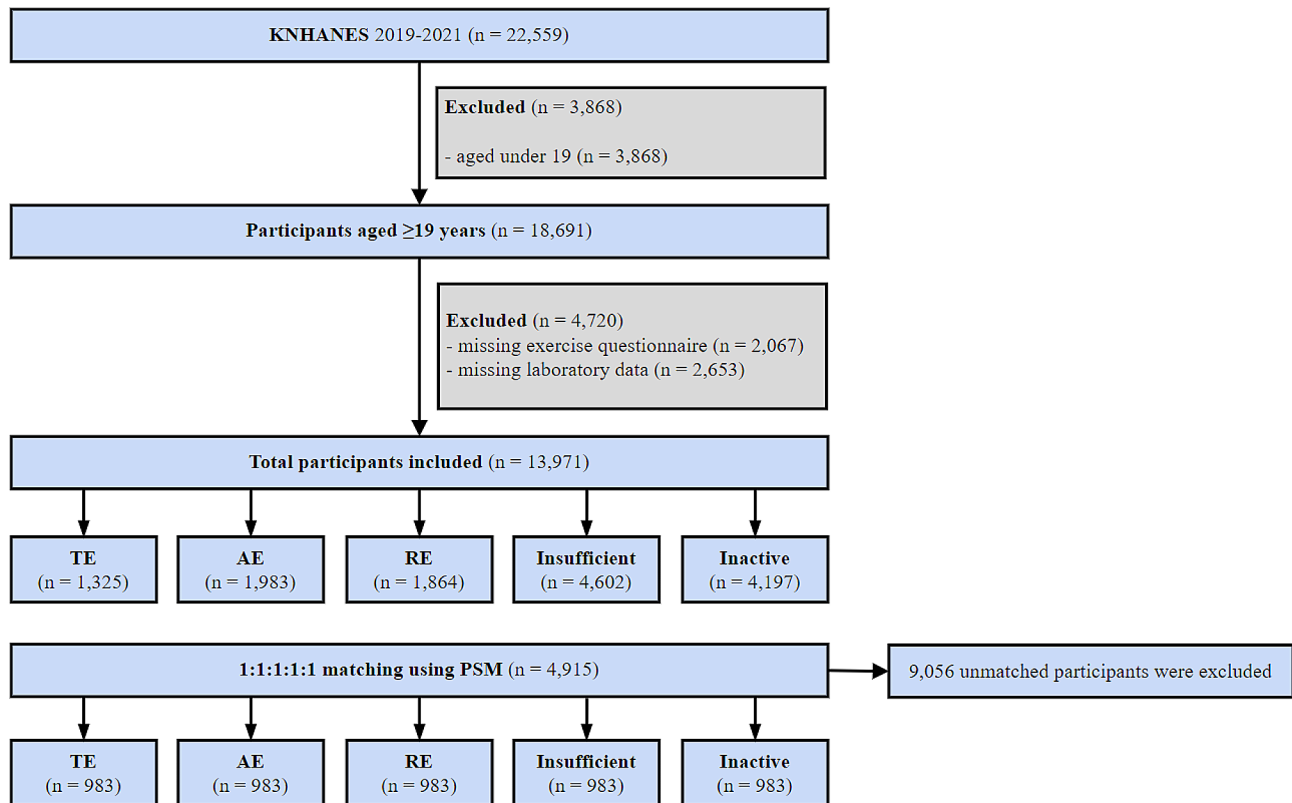 KNHANES 2019-2021 (n = 22,559)
Excluded (n = 3,868)
- aged under 19 (n = 3,868)
Participants aged ≥19 years (n = 18,691)
Excluded (n = 4,720)
- missing exercise questionnaire (n = 2,067)
- missing laboratory data (n = 2,653)
Total participants included (n = 13,971)
TE
(n = 1,325)
AE
(n = 1,983)
RE
(n = 1,864)
Insufficient
(n = 4,602)
Inactive
(n = 4,197)
1:1:1:1:1 matching using PSM (n = 4,915)
9,056 unmatched participants were excluded
TE
(n = 983)
AE
(n = 983)
RE
(n = 983)
Insufficient
(n = 983)
Inactive
(n = 983)